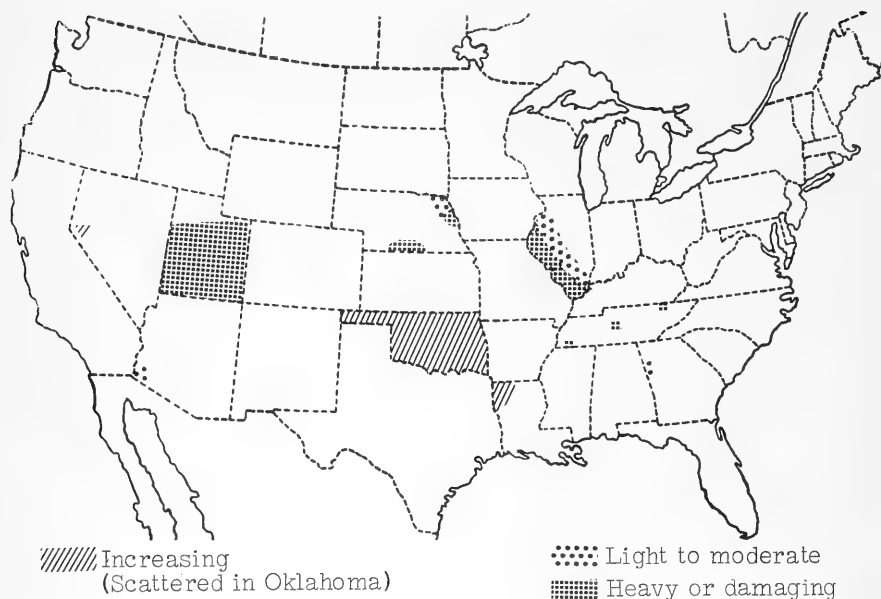 Increasing
(Scattered in Oklahoma)
Light to moderate
Heavy or damaging